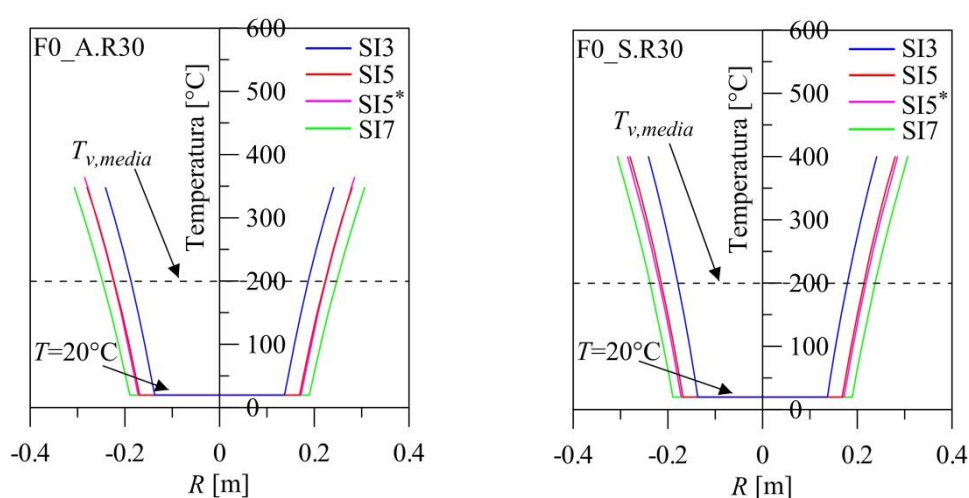 F0_A.R30
600
500
400
300
200
100
0
Temperatura [°C]
SI3
SI5
SI5*
SI7
Tv,media
T=20°C
-0.4
-0.2
0
0.2
0.4
R [m]
F0_S.R30
600
500
400
300
200
100
0
Temperatura [°C]
SI3
SI5
SI5*
SI7
Tv,media
T=20°C
-0.4
-0.2
0
0.2
0.4
R [m]